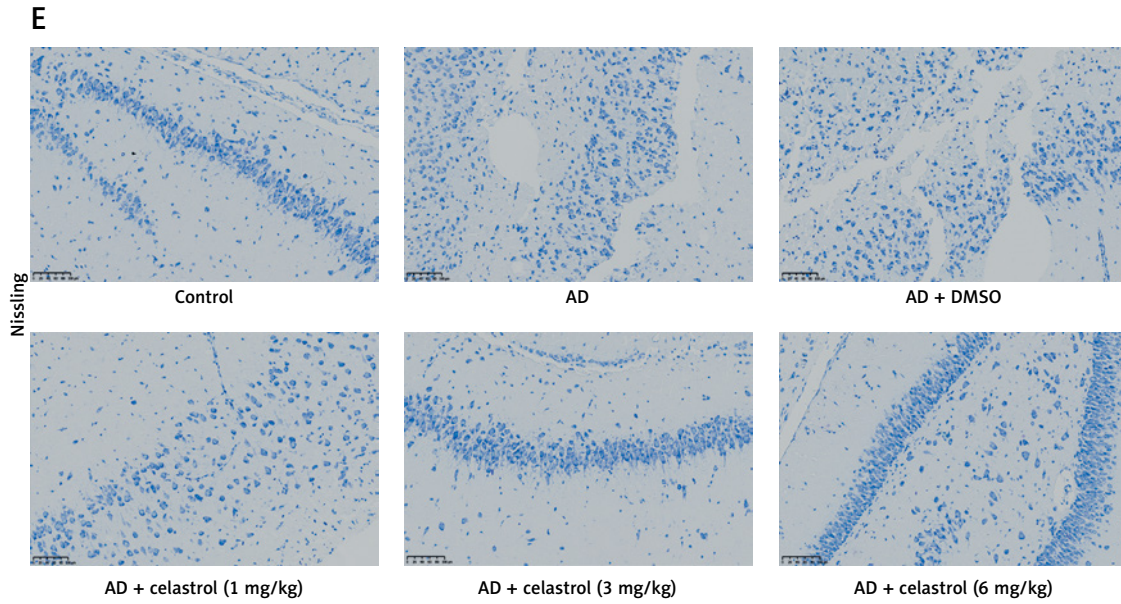 E
Nissling
Control
AD
AD + DMSO
AD + celastrol (1 mg/kg)
AD + celastrol (3 mg/kg)
AD + celastrol (6 mg/kg)